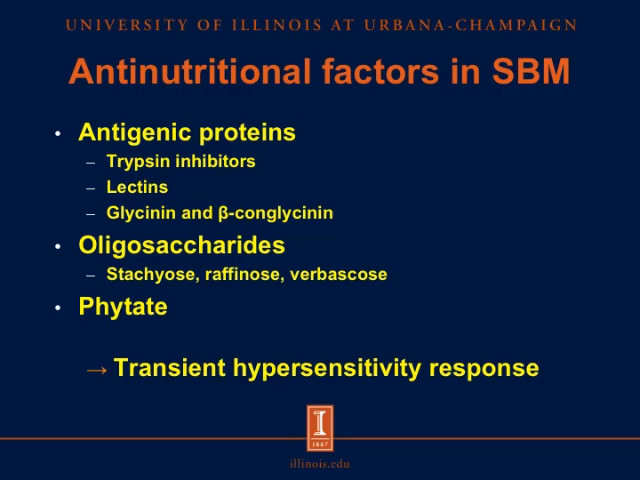 UNIVERSITY OF ILLINOIS AT URBANA-CHAMPAIGN
Antinutritional factors in SBM
• Antigenic proteins
– Trypsin inhibitors
– Lectins
– Glycinin and β-conglycinin
• Oligosaccharides
– Stachyose, raffinose, verbascose
• Phytate
→ Transient hypersensitivity response
I
1867
illinois.edu